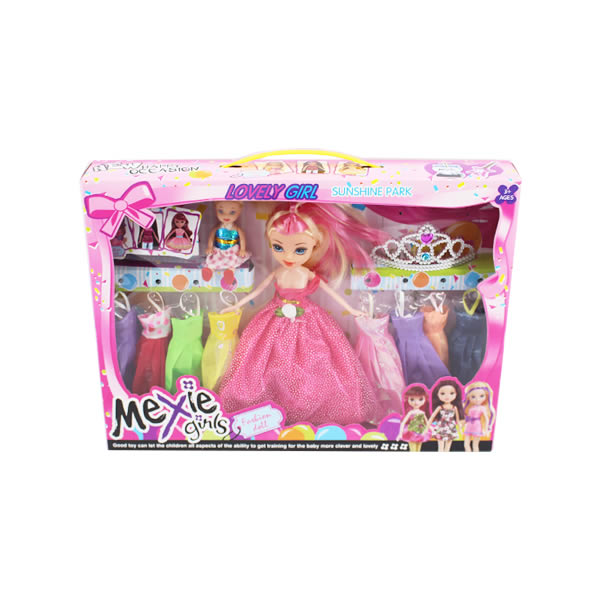 OCCASION
LOVELY GIRL SUNSHINE PARK
3+
AGES
Mexie
girls
Fashion
doll
Good toy can let the children all aspects of the ability to get training for the baby more clever and lovely